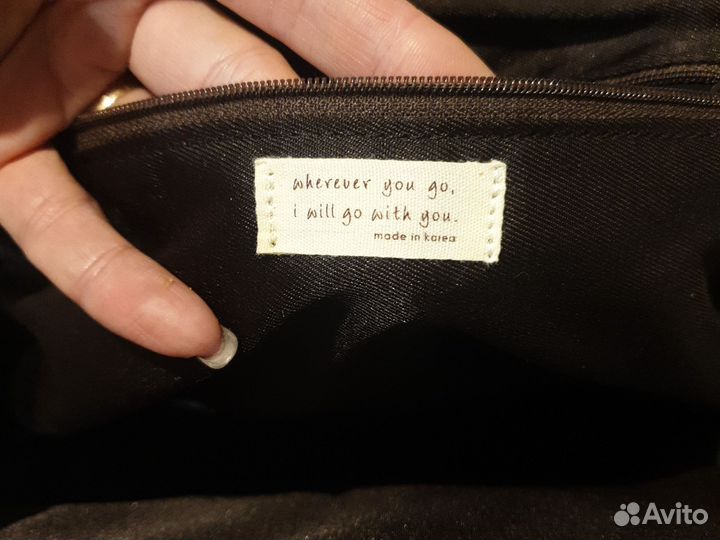 wherever you go,
i will go with you.
made in korea
Avito